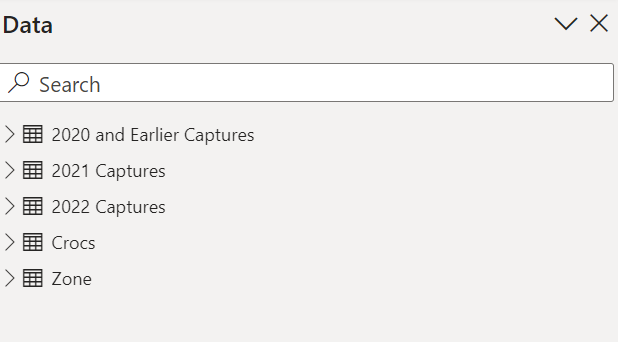 Data
Search
2020 and Earlier Captures
2021 Captures
2022 Captures
Crocs
Zone